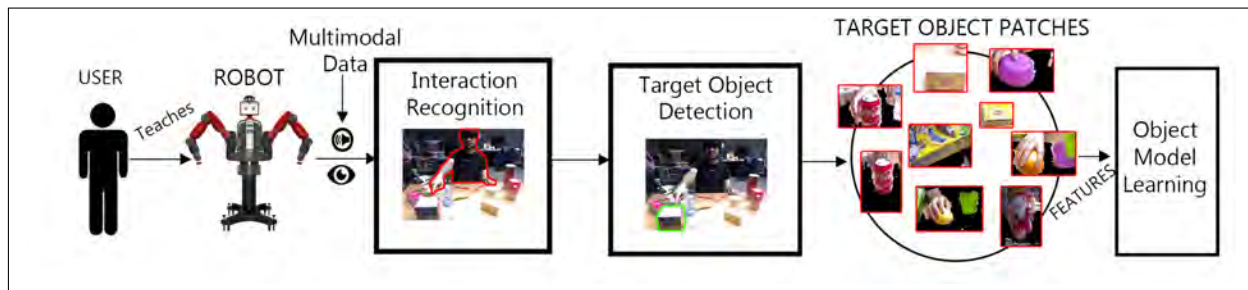 USER
Teaches
ROBOT
Multimodal
Data
Interaction
Recognition
Target Object
Detection
TARGET OBJECT PATCHES
FEATURES
Object
Model
Learning